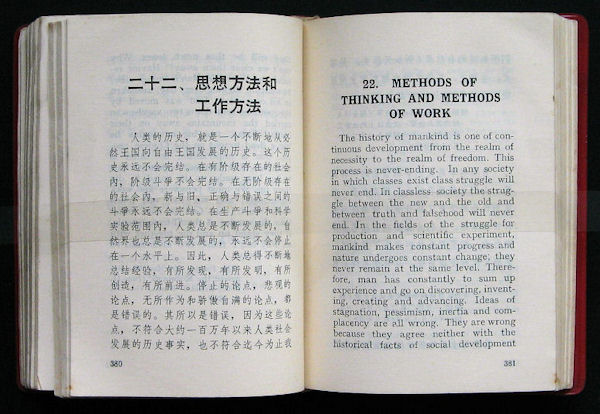 二十二、思想方法和
工作方法
人类的历史，就是一个不断地从必
然王国向自由王国发展的历史。这个历
史永远不会完结。在有阶级存在的社会
内，阶级斗争不会完结。在无阶级存在
的社会内，新与旧、正确与错误之间的
斗争永远不会完结。在生产斗争和科学
实验范围内，人类总是不断发展的，自
然界也总是不断发展的，永远不会停止
在一个水平上。因此，人类总得不断地
总结经验，有所发现，有所发明，有所
创造，有所前进。停止的论点，悲观的
论点，无所作为和骄傲自满的论点，都
是错误的。其所以是错误，因为这些论
点，不符合大约一百万年以来人类社会
发展的历史事实，也不符合迄今为止我
380
22. METHODS OF
THINKING AND METHODS
OF WORK
The history of mankind is one of con-
tinuous development from the realm of
necessity to the realm of freedom. This
process is never-ending. In any society
in which classes exist class struggle will
never end. In classless society the strug-
gle between the new and the old and
between truth and falsehood will never
end. In the fields of the struggle for
production and scientific experiment,
mankind makes constant progress and
nature undergoes constant change; they
never remain at the same level. There-
fore, man has constantly to sum up
experience and go on discovering, invent-
ing, creating and advancing. Ideas of
stagnation, pessimism, inertia and com-
placency are all wrong. They are wrong
because they agree neither with the
historical facts of social development
381